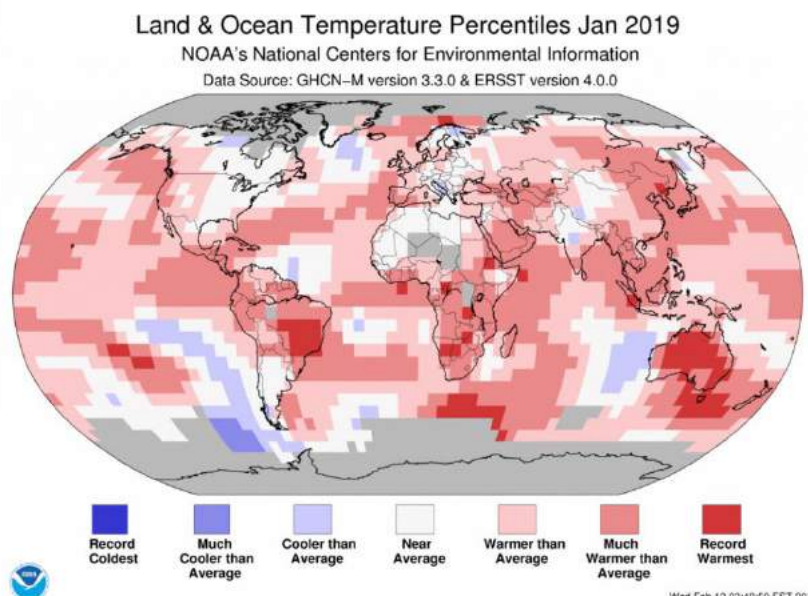 Land & Ocean Temperature Percentiles Jan 2019
NOAA's National Centers for Environmental Information
Data Source: GHCN–M version 3.3.0 & ERSST version 4.0.0
Record
Coldest
Much
Cooler than
Average
Cooler than
Average
Near
Average
Warmer than
Average
Much
Warmer than
Average
Record
Warmest